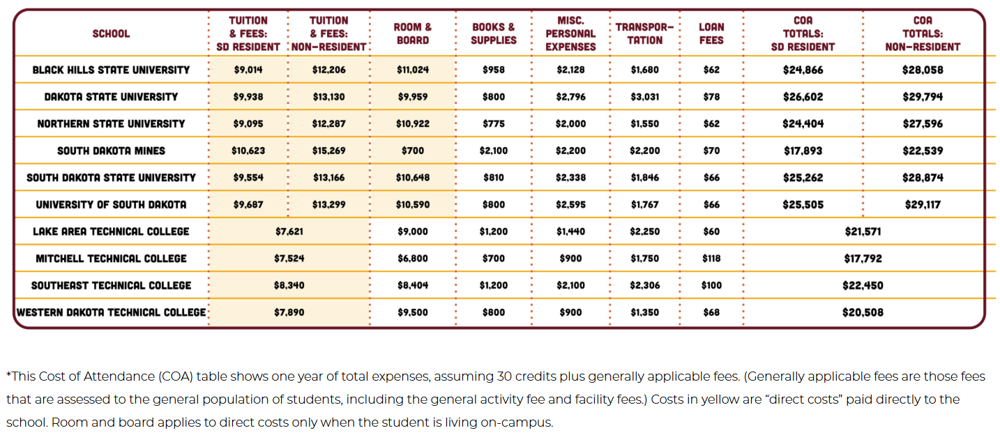 SCHOOL TUITION & FEES: SD RESIDENT TUITION & FEES: NON-RESIDENT ROOM & BOARD BOOKS & SUPPLIES MISC. PERSONAL EXPENSES TRANSPOR-TATION LOAN FEES COA TOTALS: SD RESIDENT COA TOTALS: NON-RESIDENT
BLACK HILLS STATE UNIVERSITY $9,014 $12,206 $11,024 $958 $2,128 $1,680 $62 $24,866 $28,058
DAKOTA STATE UNIVERSITY $9,938 $13,130 $9,959 $800 $2,796 $3,031 $78 $26,602 $29,794
NORTHERN STATE UNIVERSITY $9,095 $12,287 $10,922 $775 $2,000 $1,550 $62 $24,404 $27,596
SOUTH DAKOTA MINES $10,623 $15,269 $700 $2,100 $2,200 $2,200 $70 $17,893 $22,539
SOUTH DAKOTA STATE UNIVERSITY $9,554 $13,166 $10,648 $810 $2,338 $1,846 $66 $25,262 $28,874
UNIVERSITY OF SOUTH DAKOTA $9,687 $13,299 $10,590 $800 $2,595 $1,767 $66 $25,505 $29,117
LAKE AREA TECHNICAL COLLEGE $7,621 $9,000 $1,200 $1,440 $2,250 $60 $21,571
MITCHELL TECHNICAL COLLEGE $7,524 $6,800 $700 $900 $1,750 $118 $17,792
SOUTHEAST TECHNICAL COLLEGE $8,340 $8,404 $1,200 $2,100 $2,306 $100 $22,450
WESTERN DAKOTA TECHNICAL COLLEGE $7,890 $9,500 $800 $900 $1,350 $68 $20,508
*This Cost of Attendance (COA) table shows one year of total expenses, assuming 30 credits plus generally applicable fees. (Generally applicable fees are those fees
that are assessed to the general population of students, including the general activity fee and facility fees.) Costs in yellow are “direct costs” paid directly to the
school. Room and board applies to direct costs only when the student is living on-campus.